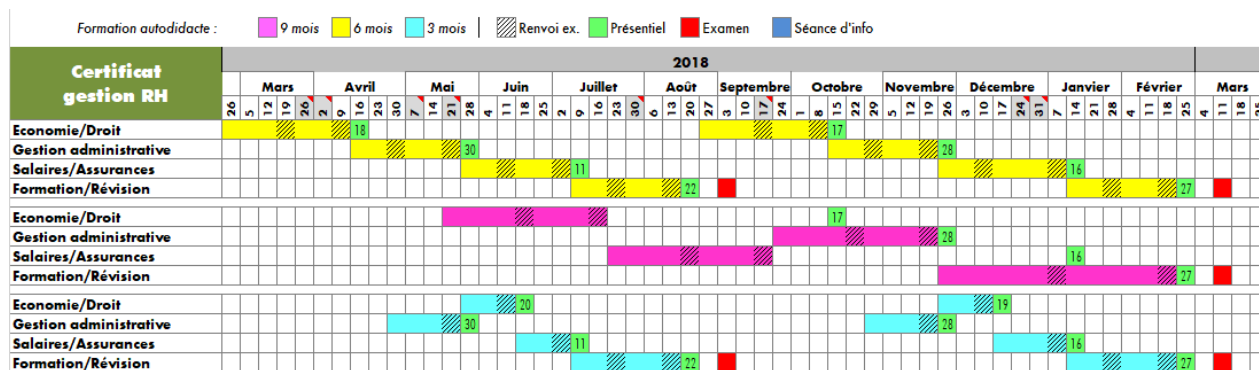 Formation autodidacte : 9 mois 6 mois 3 mois Renvoi ex. Présentiel Examen Séance d'info
Certificat
gestion RH
2018
Mars Avril Mai Juin Juillet Août Septembre Octobre Novembre Décembre Janvier Février Mars
26 5 12 19 26 2 9 16 23 30 7 14 21 28 4 11 18 25 2 9 16 23 30 6 13 20 27 3 10 17 24 1 8 15 22 29 5 12 19 26 3 10 17 24 31 7 14 21 28 4 11 18 25 4 11 18
Economie/Droit 18 17
Gestion administrative 30 28
Salaires/Assurances 11 16
Formation/Révision 22 27
Economie/Droit 17
Gestion administrative 28
Salaires/Assurances 16
Formation/Révision 27
Economie/Droit 20 19
Gestion administrative 30 28
Salaires/Assurances 11 16
Formation/Révision 22 27